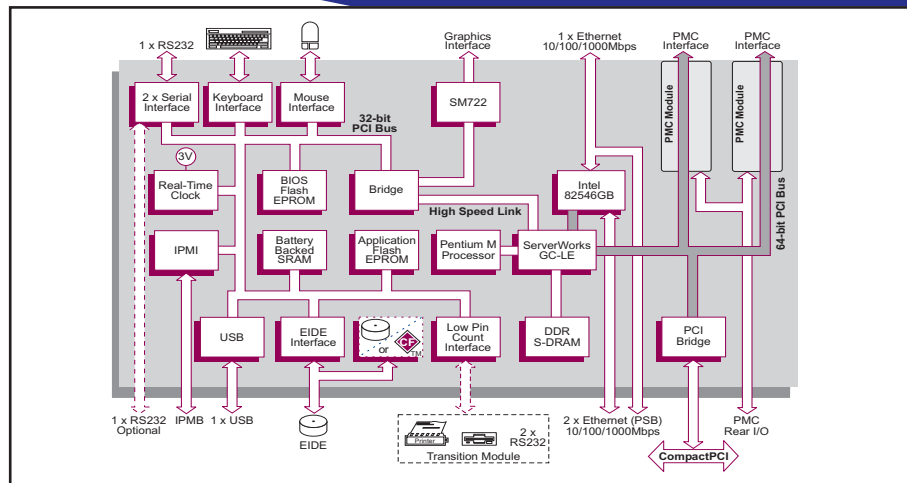 1 x RS232
Graphics
Interface
1 x Ethernet
10/100/1000Mbps
PMC
Interface
PMC
Interface
2 x Serial
Interface
Keyboard
Interface
Mouse
Interface
32-bit
PCI Bus
SM722
PMC Module
PMC Module
3V
Real-Time
Clock
BIOS
Flash
EPROM
Bridge
Intel
82546GB
High Speed Link
64-bit PCI Bus
IPMI
Battery
Backed
SRAM
Application
Flash
EPROM
Pentium M
Processor
ServerWorks
GC-LE
USB
EIDE
Interface
or
CF
TM
Low Pin
Count
Interface
DDR
S-DRAM
PCI
Bridge
1 x RS232
Optional
IPMB
1 x USB
EIDE
Printer
2 x
RS232
Transition Module
2 x Ethernet (PSB)
10/100/1000Mbps
PMC
Rear I/O
CompactPCI